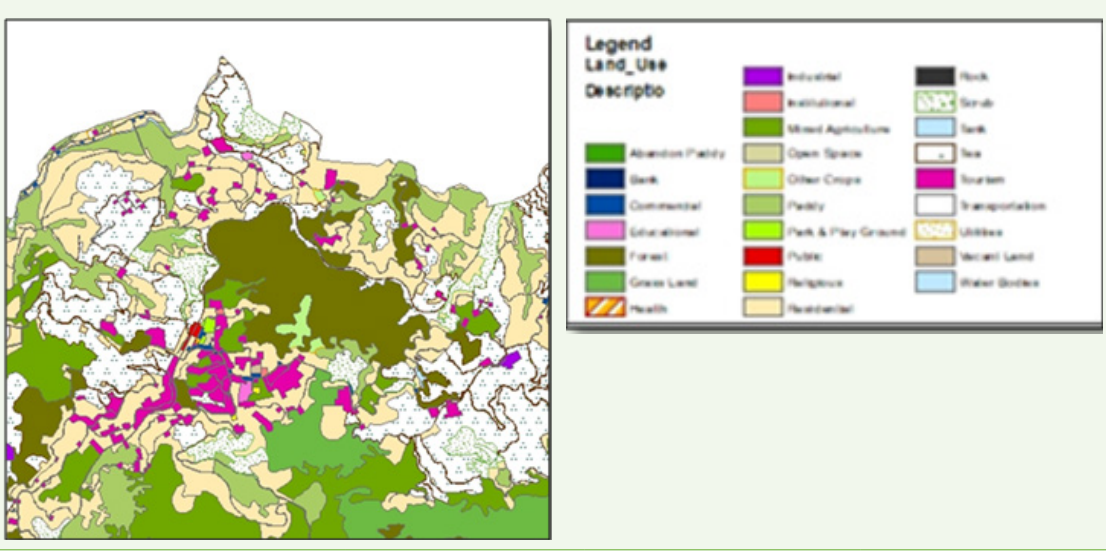 Legend
Land_Use
Descriptio
Abandon Paddy
Bank
Commercial
Educational
Forest
Grass Land
Health
Industrial
Institutional
Mixed Agriculture
Open Space
Other Crops
Paddy
Park & Play Ground
Public
Religious
Residential
Rock
Scrub
Tank
Tea
Tourism
Transportation
Utilities
Vacant Land
Water Bodies